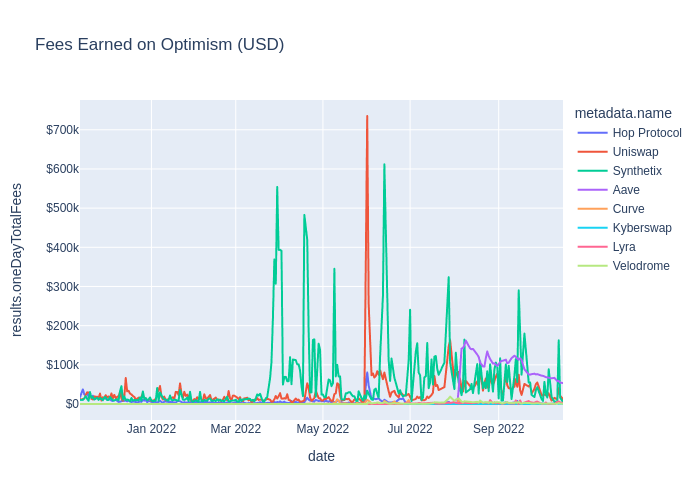 Fees Earned on Optimism (USD)
metadata.name
Hop Protocol
Uniswap
Synthetix
Aave
Curve
Kyberswap
Lyra
Velodrome
$700k
$600k
$500k
$400k
$300k
$200k
$100k
$0
results.oneDayTotalFees
Jan 2022
Mar 2022
May 2022
Jul 2022
Sep 2022
date